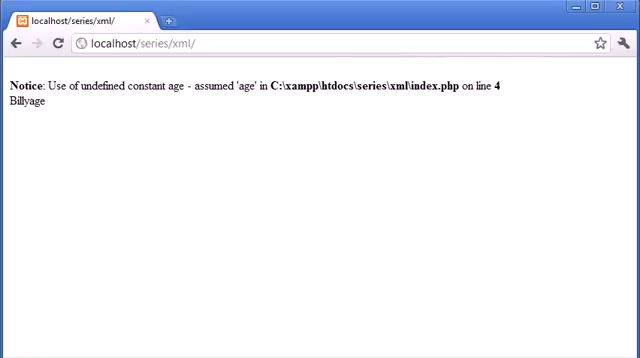 localhost/series/xml/
localhost/series/xml/
Notice: Use of undefined constant age - assumed 'age' in C:\xampp\htdocs\series\xml\index.php on line 4
Billyage